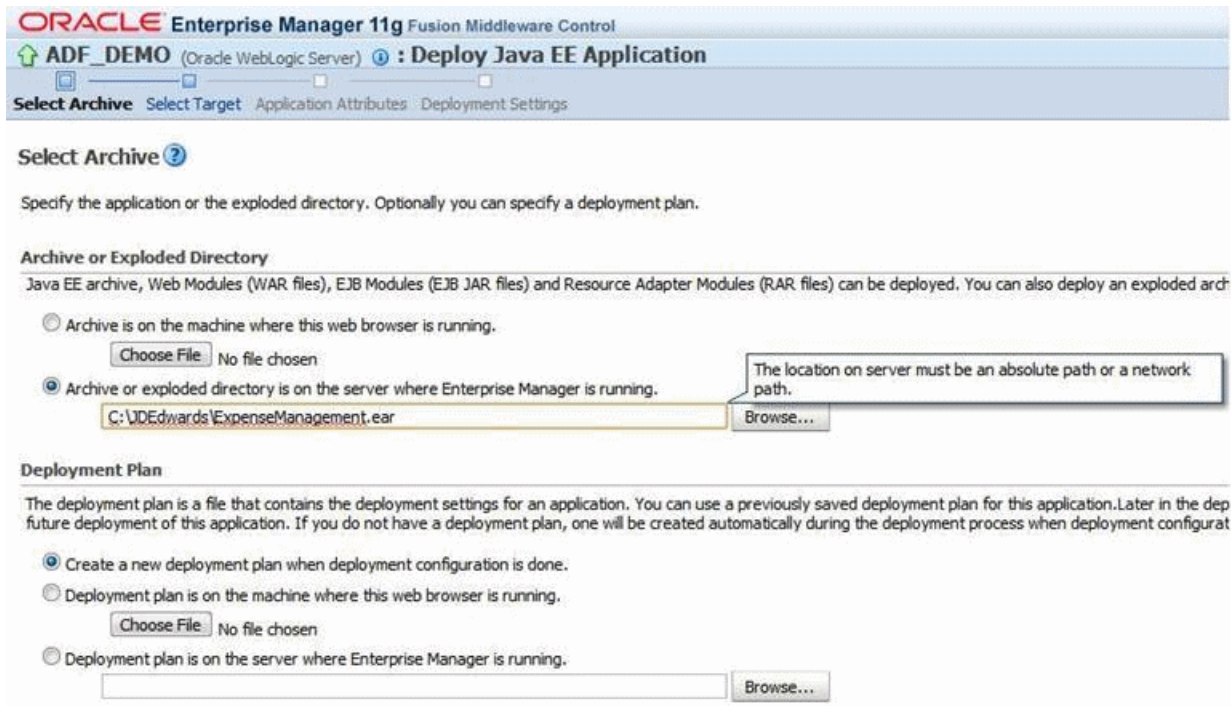 ORACLE Enterprise Manager 11g Fusion Middleware Control
ADF_DEMO (Oracle WebLogic Server) : Deploy Java EE Application
Select Archive Select Target Application Attributes Deployment Settings
Select Archive
Specify the application or the exploded directory. Optionally you can specify a deployment plan.
Archive or Exploded Directory
Java EE archive, Web Modules (WAR files), EJB Modules (EJB JAR files) and Resource Adapter Modules (RAR files) can be deployed. You can also deploy an exploded arch
Archive is on the machine where this web browser is running.
Choose File No file chosen
The location on server must be an absolute path or a network
path.
Archive or exploded directory is on the server where Enterprise Manager is running.
C:\JDEdwards\ExpenseManagement.ear Browse...
Deployment Plan
The deployment plan is a file that contains the deployment settings for an application. You can use a previously saved deployment plan for this application.Later in the dep
future deployment of this application. If you do not have a deployment plan, one will be created automatically during the deployment process when deployment configurat
Create a new deployment plan when deployment configuration is done.
Deployment plan is on the machine where this web browser is running.
Choose File No file chosen
Deployment plan is on the server where Enterprise Manager is running.
Browse...